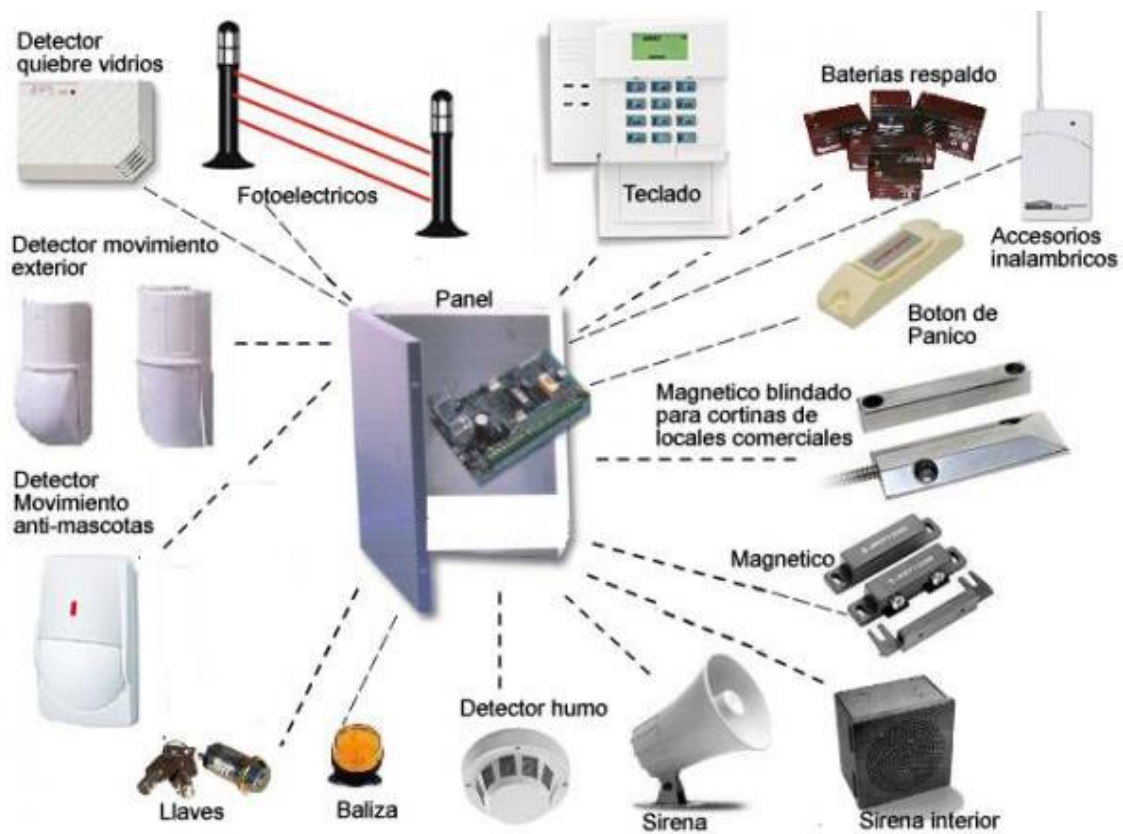 Detector
quiebre vidrios
Fotoelectricos
Teclado
Baterias respaldo
Accesorios
inalambricos
Detector movimiento
exterior
Panel
Boton de
Panico
Magnetico blindado
para cortinas de
locales comerciales
Detector
Movimiento
anti-mascotas
Magnetico
Detector humo
Llaves
Baliza
Sirena
Sirena interior